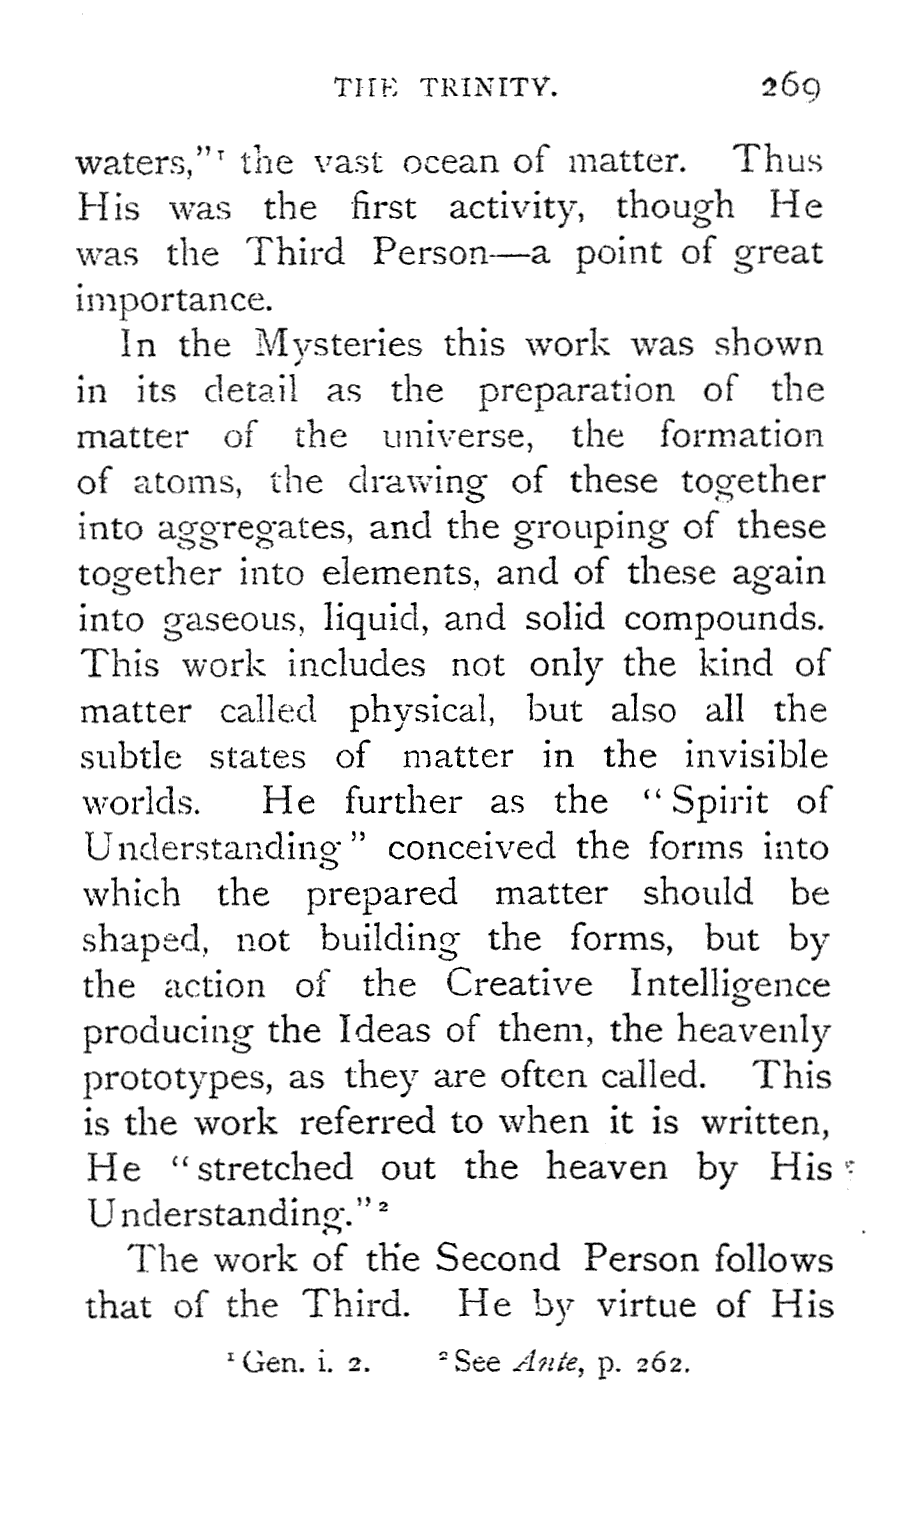 THE TRINITY. 269
waters,"¹ the vast ocean of matter. Thus
His was the first activity, though He
was the Third Person—a point of great
importance.
In the Mysteries this work was shown
in its detail as the preparation of the
matter of the universe, the formation
of atoms, the drawing of these together
into aggregates, and the grouping of these
together into elements, and of these again
into gaseous, liquid, and solid compounds.
This work includes not only the kind of
matter called physical, but also all the
subtle states of matter in the invisible
worlds. He further as the "Spirit of
Understanding" conceived the forms into
which the prepared matter should be
shaped, not building the forms, but by
the action of the Creative Intelligence
producing the Ideas of them, the heavenly
prototypes, as they are often called. This
is the work referred to when it is written,
He "stretched out the heaven by His
Understanding."²
The work of the Second Person follows
that of the Third. He by virtue of His
¹ Gen. i. 2. ² See Ante, p. 262.